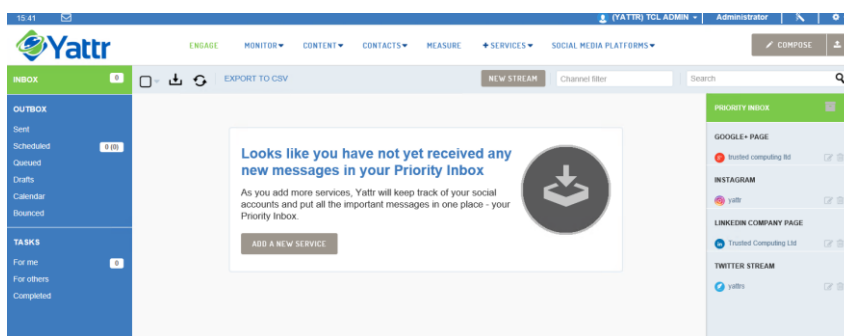 15:41 (YATTR) TCL ADMIN Administrator
Yattr ENGAGE MONITOR CONTENT CONTACTS MEASURE +SERVICES SOCIAL MEDIA PLATFORMS COMPOSE
INBOX 0 EXPORT TO CSV NEW STREAM Channel filter Search
OUTBOX
Sent
Scheduled 0 (0)
Queued
Drafts
Calendar
Bounced
TASKS
For me 0
For others
Completed
Looks like you have not yet received any
new messages in your Priority Inbox
As you add more services, Yattr will keep track of your social
accounts and put all the important messages in one place - your
Priority Inbox.
ADD A NEW SERVICE
PRIORITY INBOX
GOOGLE+ PAGE
trusted computing ltd
INSTAGRAM
yattr
LINKEDIN COMPANY PAGE
Trusted Computing Ltd
TWITTER STREAM
yattrs